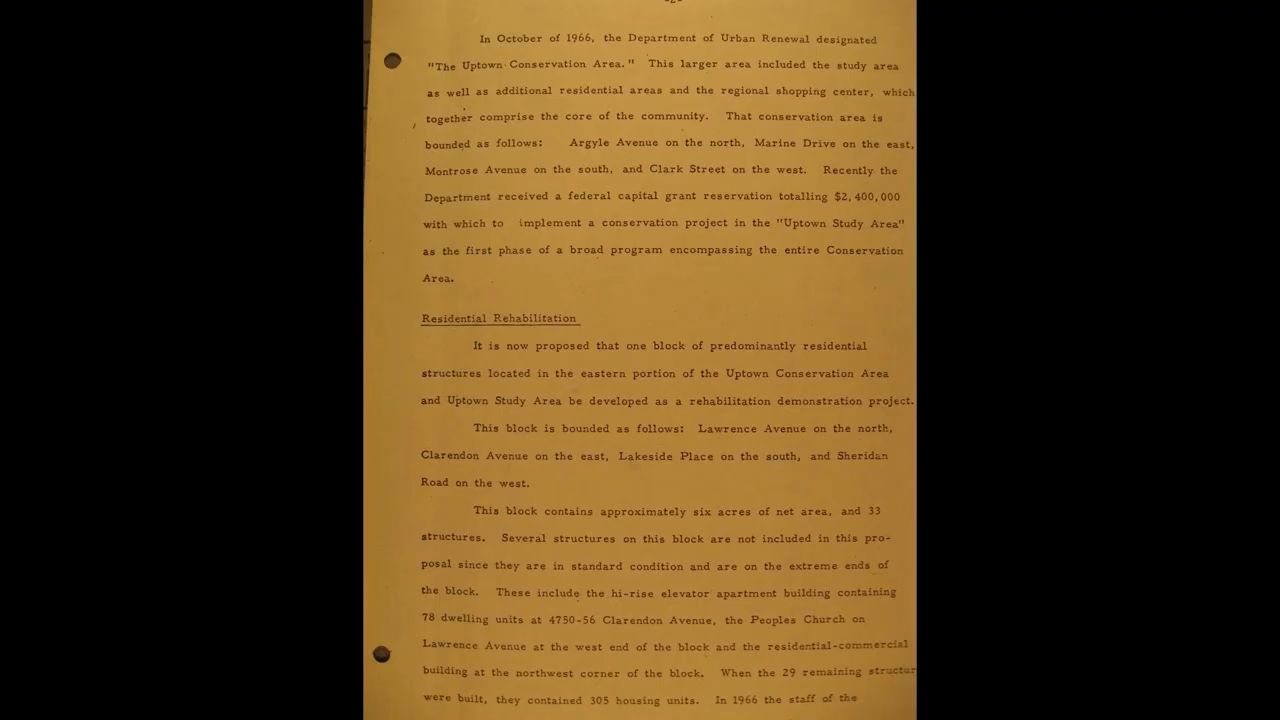 -2-
In October of 1966, the Department of Urban Renewal designated
"The Uptown Conservation Area." This larger area included the study area
as well as additional residential areas and the regional shopping center, which
together comprise the core of the community. That conservation area is
bounded as follows: Argyle Avenue on the north, Marine Drive on the east,
Montrose Avenue on the south, and Clark Street on the west. Recently the
Department received a federal capital grant reservation totalling $2,400,000
with which to implement a conservation project in the "Uptown Study Area"
as the first phase of a broad program encompassing the entire Conservation
Area.
Residential Rehabilitation
It is now proposed that one block of predominantly residential
structures located in the eastern portion of the Uptown Conservation Area
and Uptown Study Area be developed as a rehabilitation demonstration project.
This block is bounded as follows: Lawrence Avenue on the north,
Clarendon Avenue on the east, Lakeside Place on the south, and Sheridan
Road on the west.
This block contains approximately six acres of net area, and 33
structures. Several structures on this block are not included in this pro-
posal since they are in standard condition and are on the extreme ends of
the block. These include the hi-rise elevator apartment building containing
78 dwelling units at 4750-56 Clarendon Avenue, the Peoples Church on
Lawrence Avenue at the west end of the block and the residential-commercial
building at the northwest corner of the block. When the 29 remaining structur
were built, they contained 305 housing units. In 1966 the staff of the